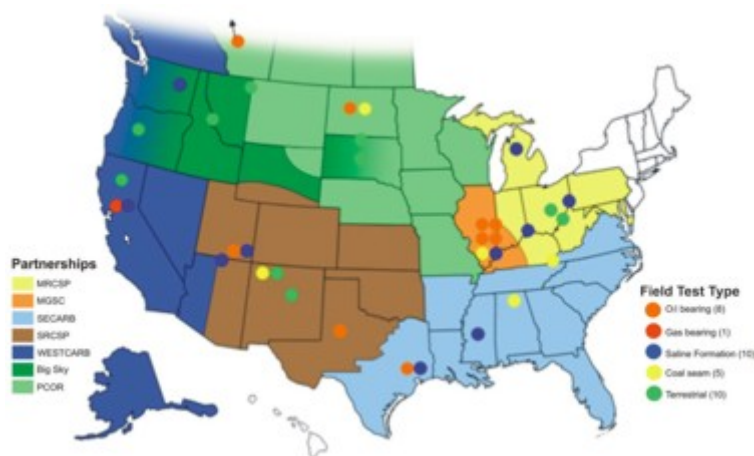 Partnerships
MRCSP
MGSC
SECARB
SRCSP
WESTCARB
Big Sky
PCOR
Field Test Type
Oil bearing (6)
Gas bearing (1)
Saline Formation (10)
Coal seam (5)
Terrestrial (10)